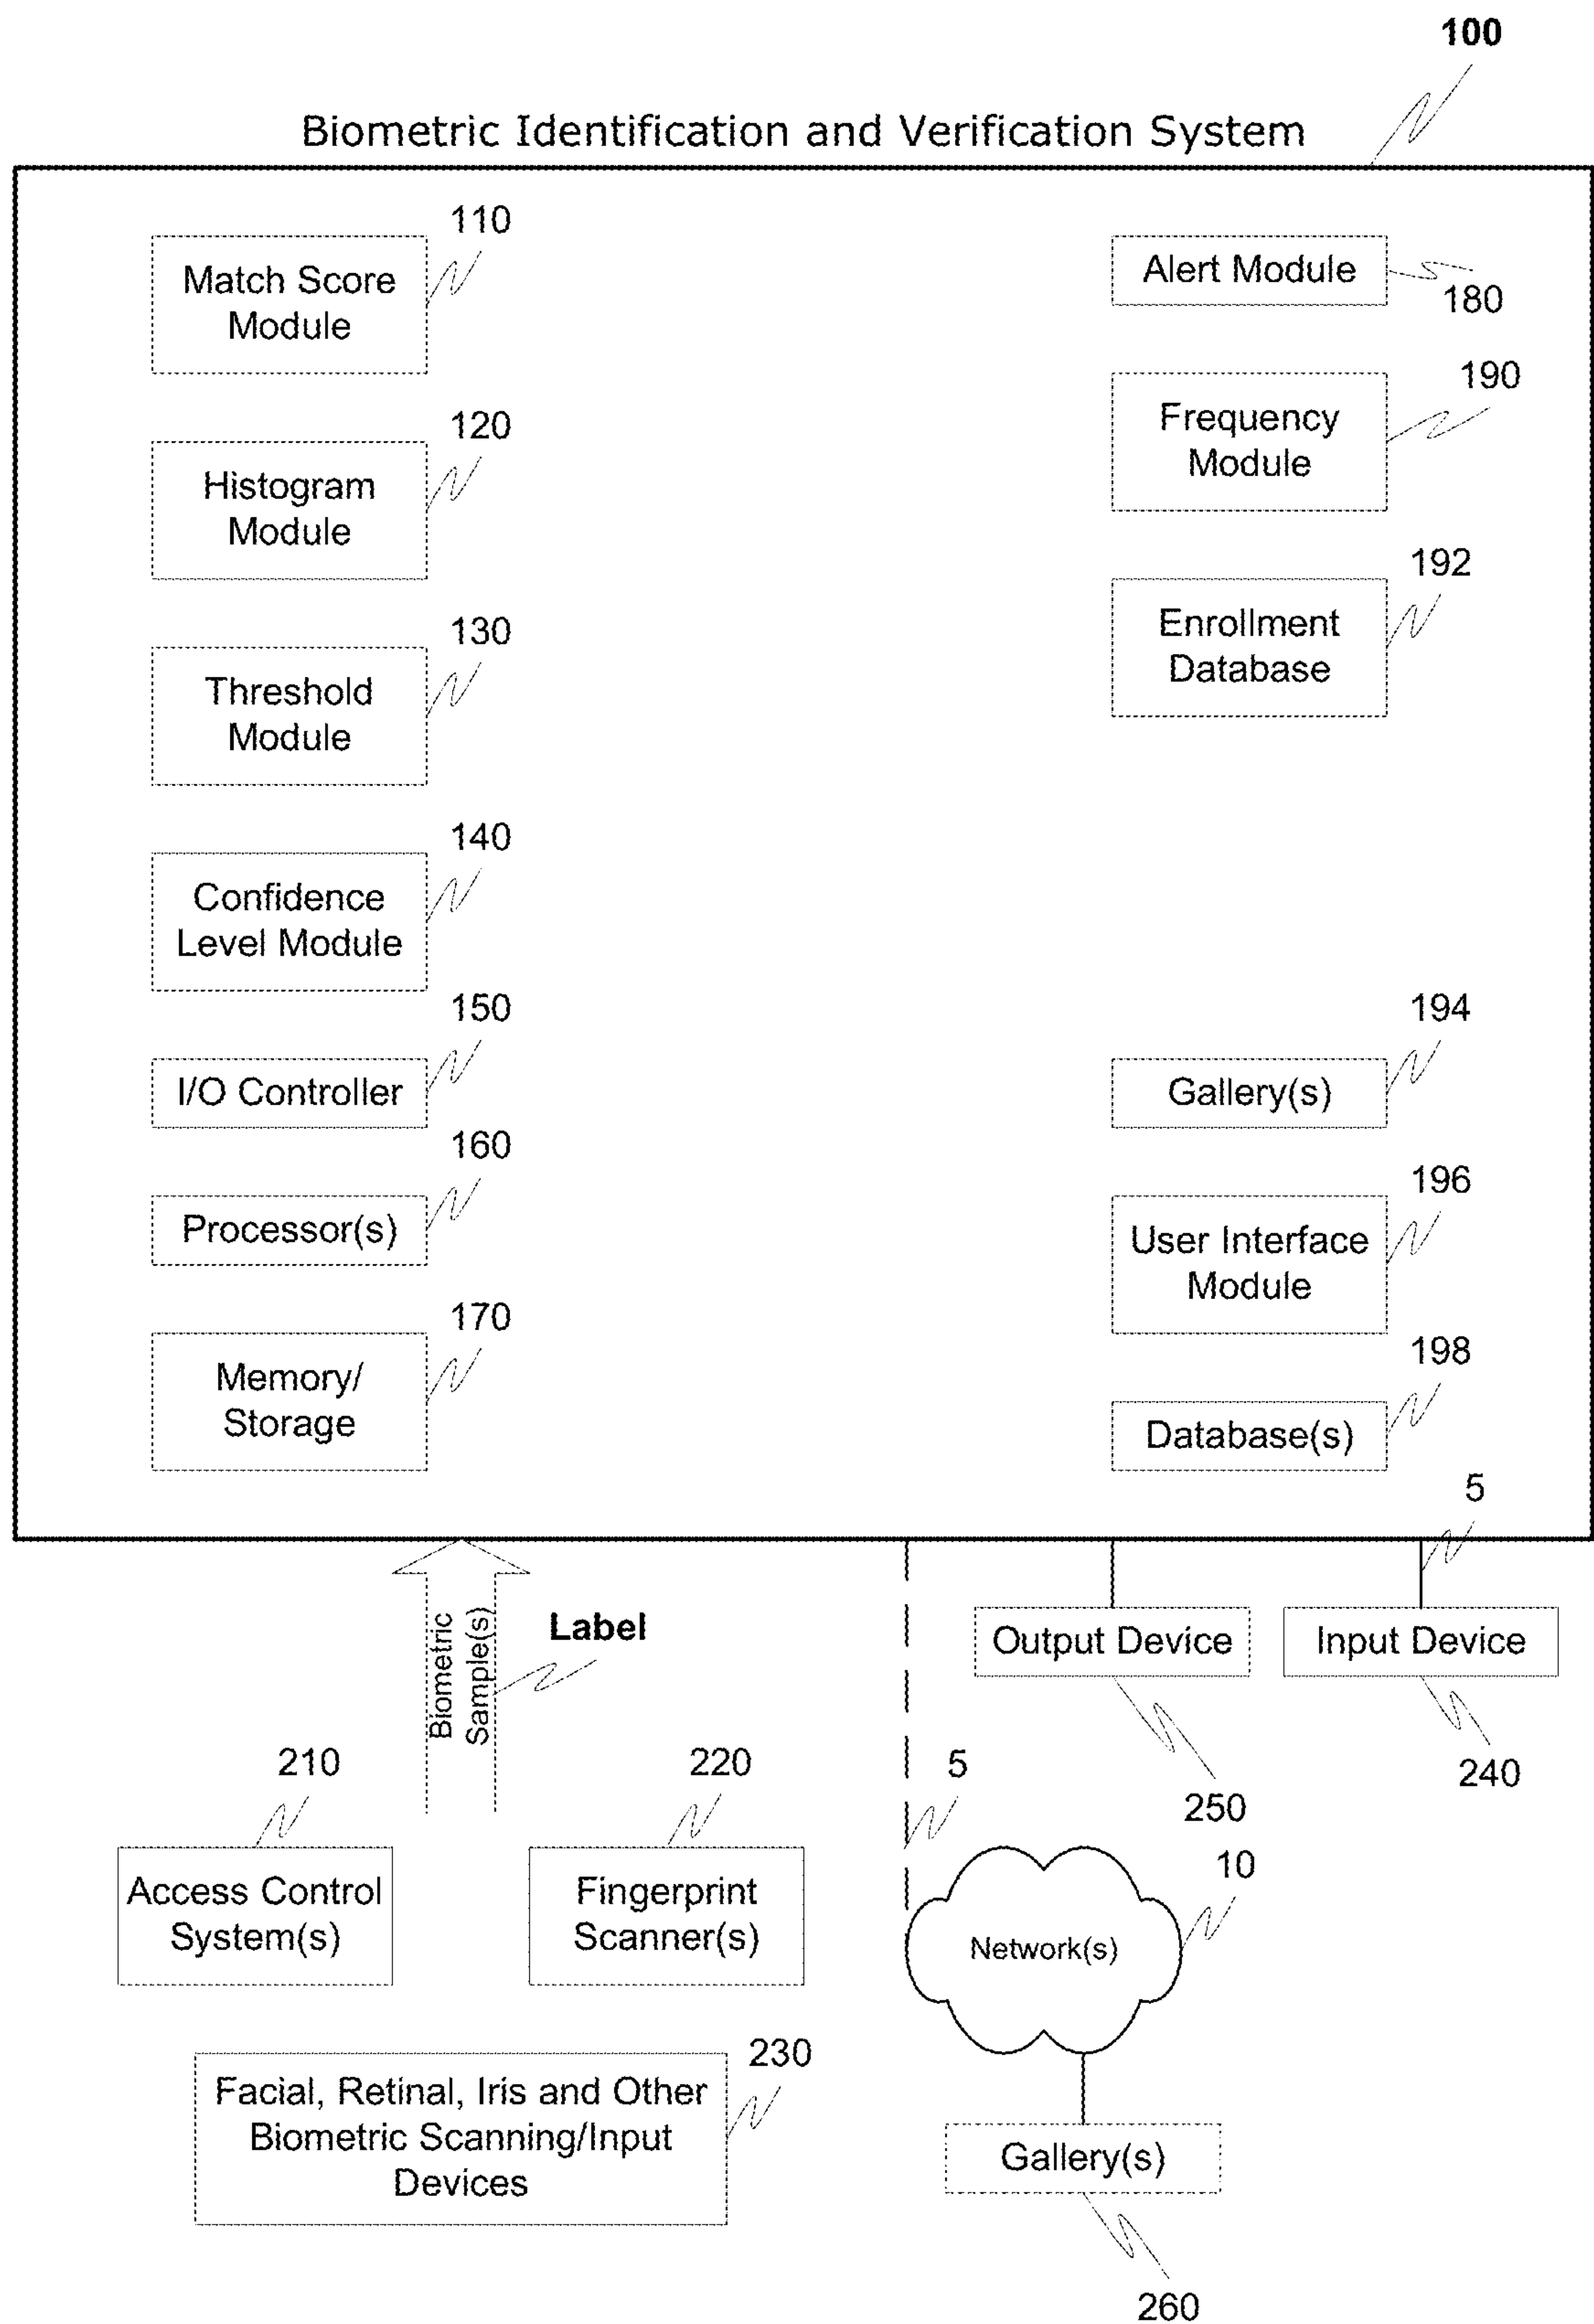 100
Biometric Identification and Verification System
110
Match Score
Module
120
Histogram
Module
130
Threshold
Module
140
Confidence
Level Module
150
I/O Controller
160
Processor(s)
170
Memory/
Storage
Alert Module
180
190
Frequency
Module
192
Enrollment
Database
194
Gallery(s)
196
User Interface
Module
198
Database(s)
5
Biometric
Sample(s)
Label
Output Device
250
Input Device
240
210
Access Control
System(s)
220
Fingerprint
Scanner(s)
230
Facial, Retinal, Iris and Other
Biometric Scanning/Input
Devices
5
10
Network(s)
Gallery(s)
260